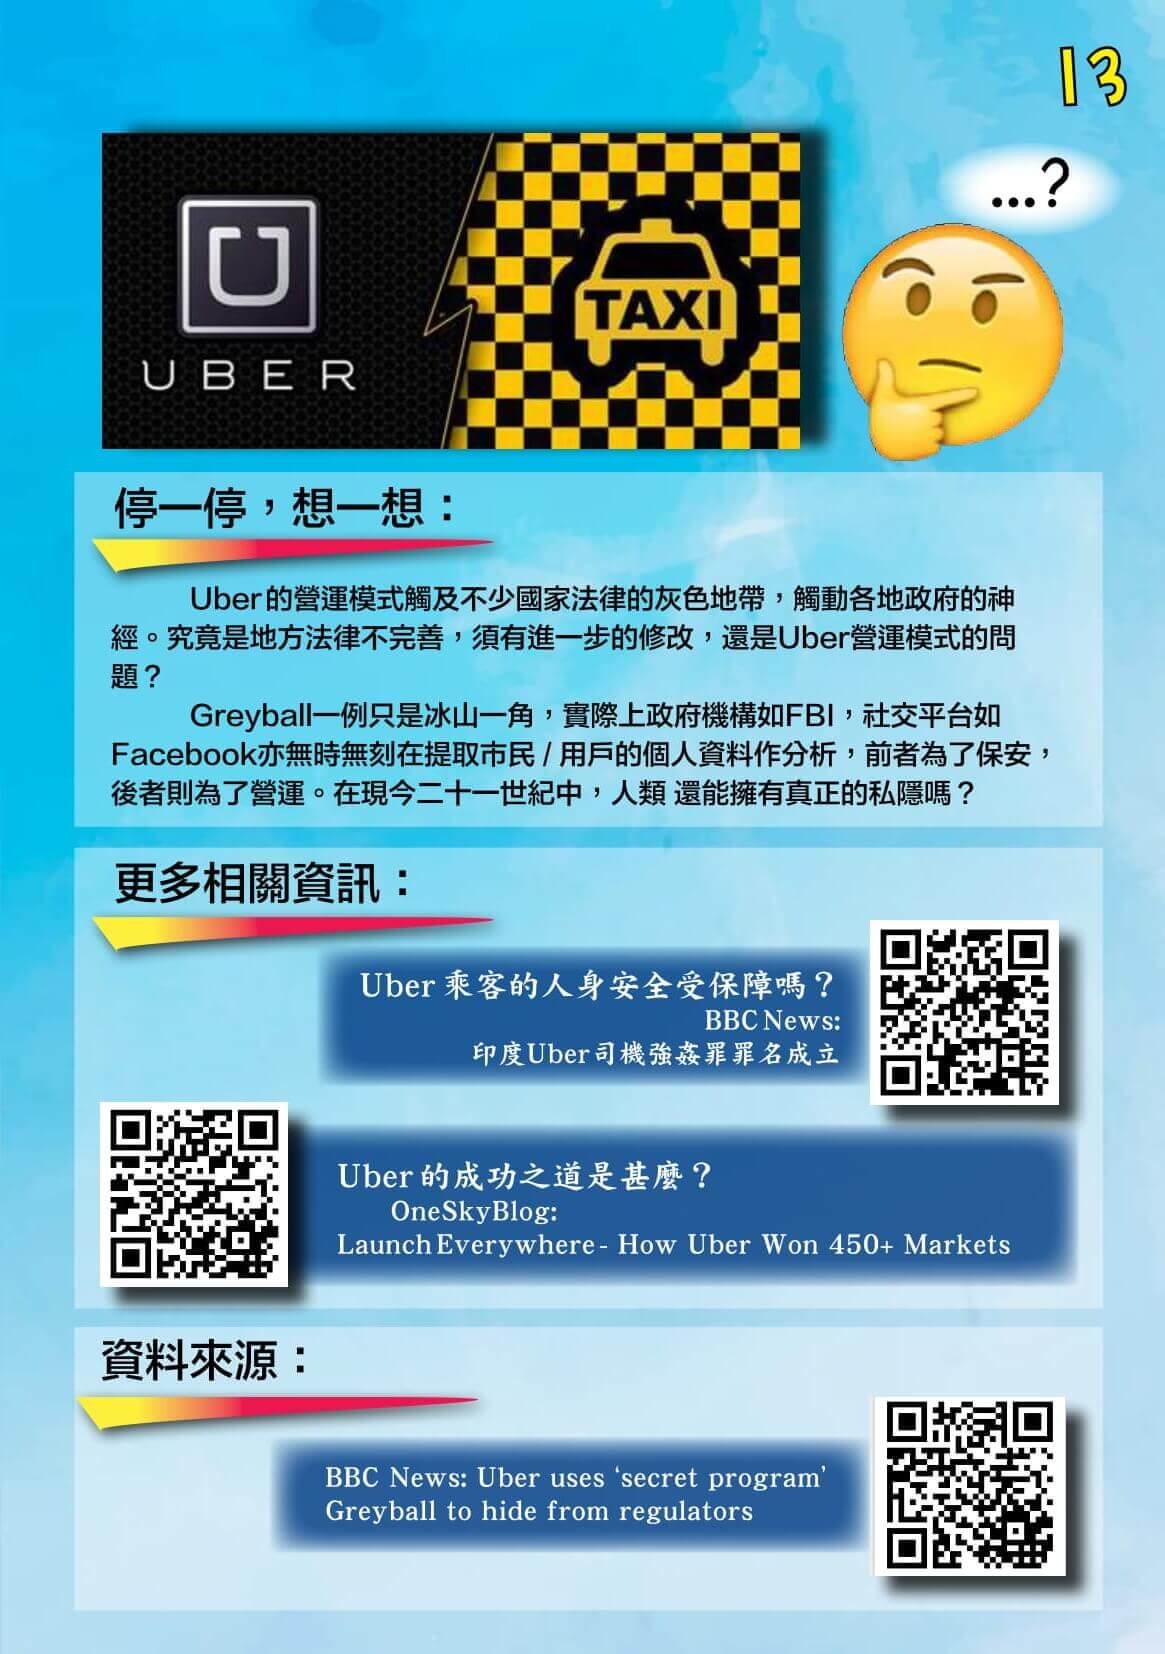 13
...?
U
UBER
TAXI
停一停，想一想：
Uber的營運模式觸及不少國家法律的灰色地帶，觸動各地政府的神
經。究竟是地方法律不完善，須有進一步的修改，還是Uber營運模式的問
題？
Greyball一例只是冰山一角，實際上政府機構如FBI，社交平台如
Facebook亦無時無刻在提取市民 / 用戶的個人資料作分析，前者為了保安，
後者則為了營運。在現今二十一世紀中，人類 還能擁有真正的私隱嗎？
更多相關資訊：
Uber 乘客的人身安全受保障嗎？
BBC News:
印度Uber司機強姦罪罪名成立
Uber的成功之道是甚麼？
OneSkyBlog:
Launch Everywhere - How Uber Won 450+ Markets
資料來源：
BBC News: Uber uses ‘secret program’
Greyball to hide from regulators